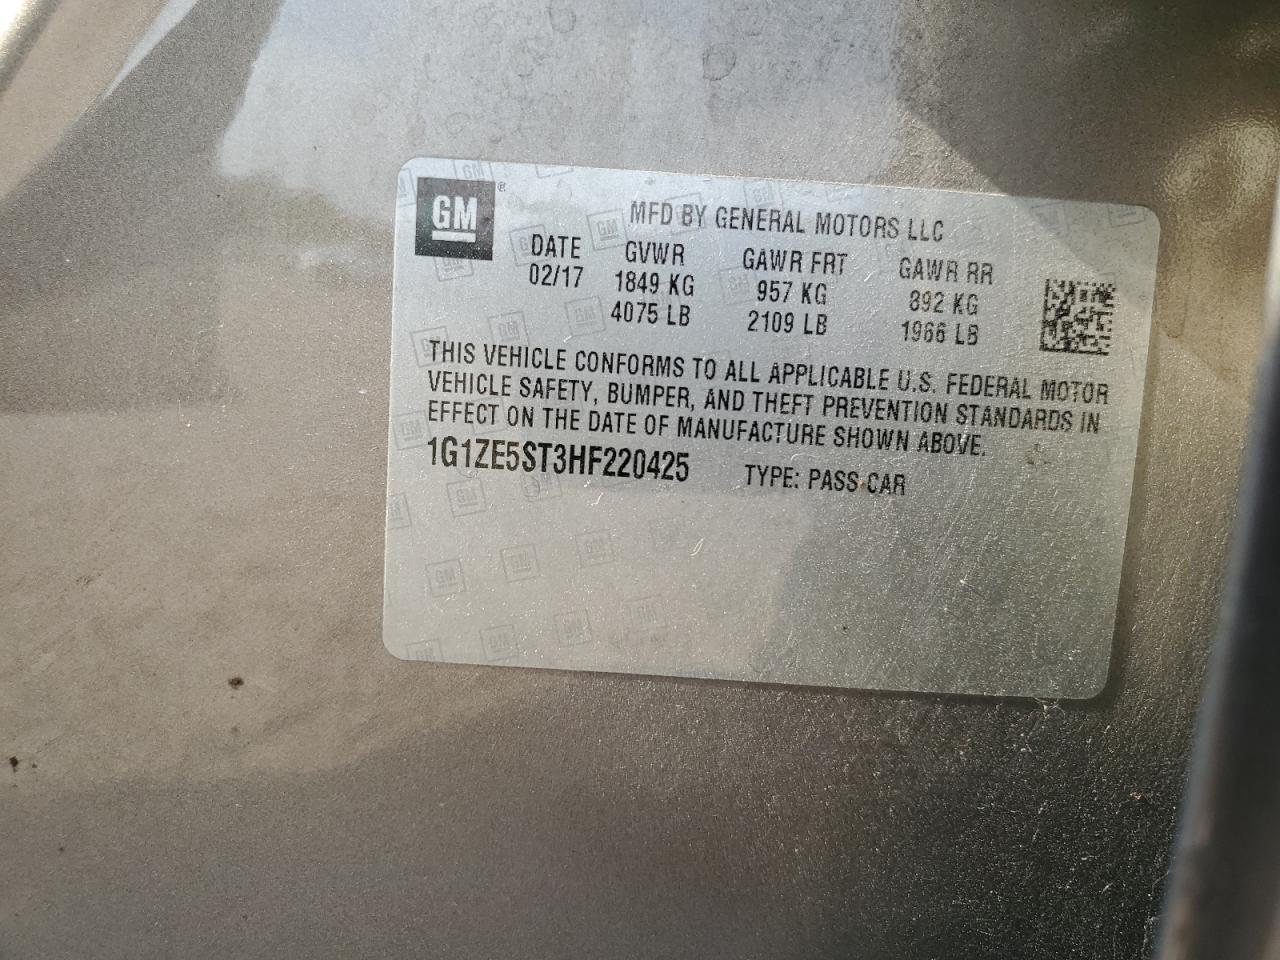 GM®
MFD BY GENERAL MOTORS LLC
DATE GVWR GAWR FRT GAWR RR
02/17 1849 KG 957 KG 892 KG
4075 LB 2109 LB 1966 LB
THIS VEHICLE CONFORMS TO ALL APPLICABLE U.S. FEDERAL MOTOR
VEHICLE SAFETY, BUMPER, AND THEFT PREVENTION STANDARDS IN
EFFECT ON THE DATE OF MANUFACTURE SHOWN ABOVE.
1G1ZE5ST3HF220425 TYPE: PASS CAR